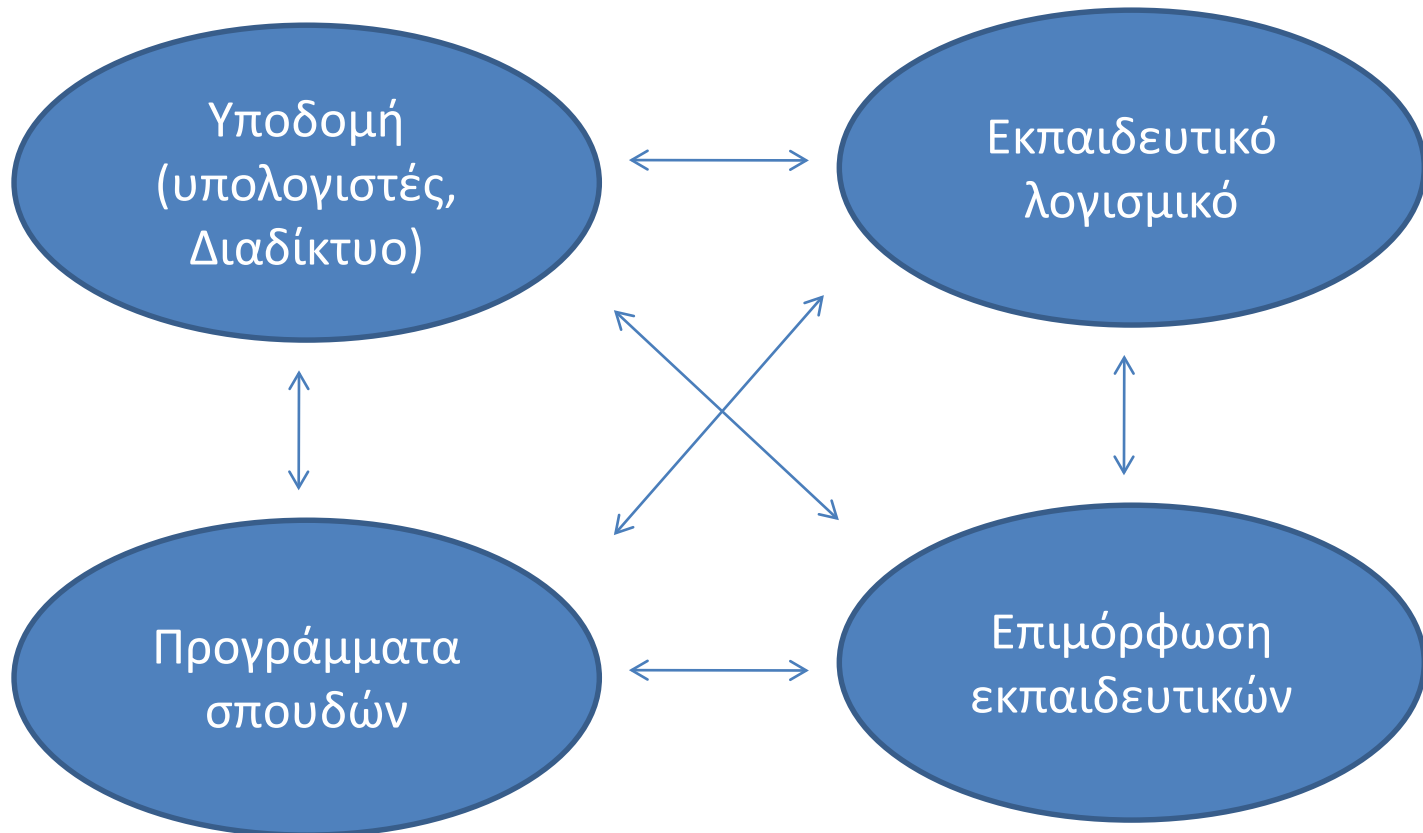 Υποδομή
(υπολογιστές,
Διαδίκτυο)
Εκπαιδευτικό
λογισμικό
Προγράμματα
σπουδών
Επιμόρφωση
εκπαιδευτικών